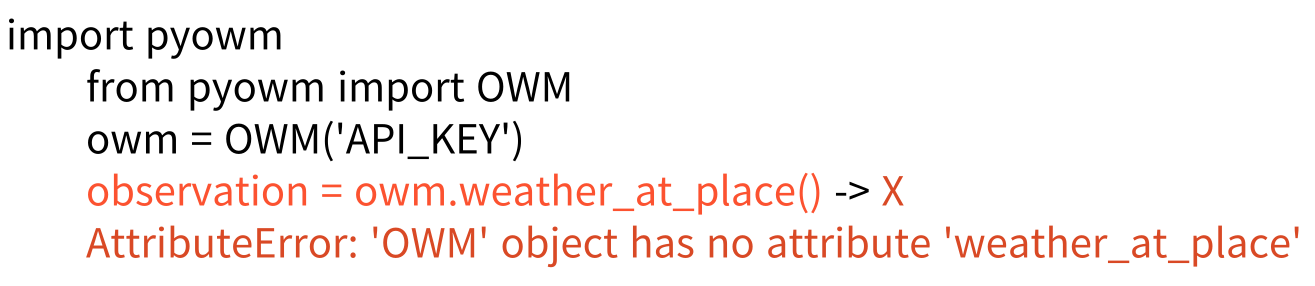 import pyowm
from pyowm import OWM
owm = OWM('API_KEY')
observation = owm.weather_at_place() -> X
AttributeError: 'OWM' object has no attribute 'weather_at_place'